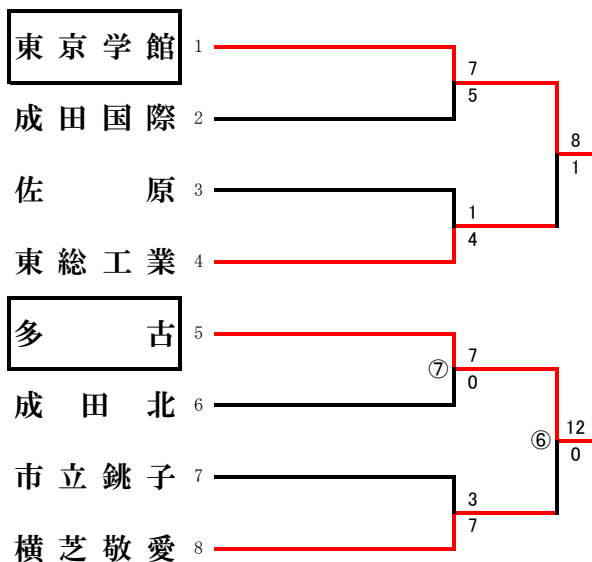 東京学館 1
7
5
成田国際 2
8
1
佐原 3
1
4
東総工業 4
多古 5
⑦ 7
0
成田北 6
⑥ 12
0
市立銚子 7
3
7
横芝敬愛 8